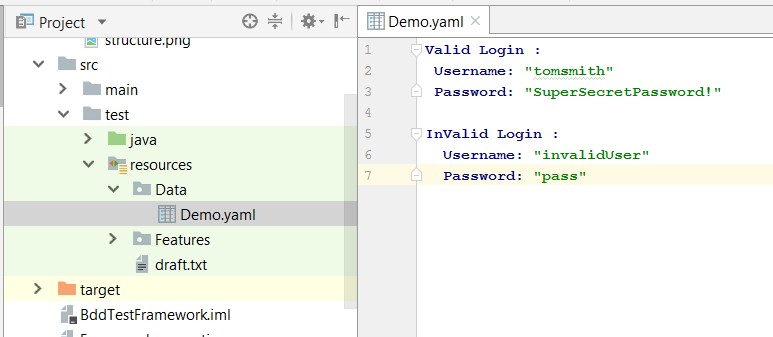 Project
structure.png
src
main
test
java
resources
Data
Demo.yaml
Features
draft.txt
target
BddTestFramework.iml
Demo.yaml
1 Valid Login :
2 Username: "tomsmith"
3 Password: "SuperSecretPassword!"
4
5 InValid Login :
6 Username: "invalidUser"
7 Password: "pass"